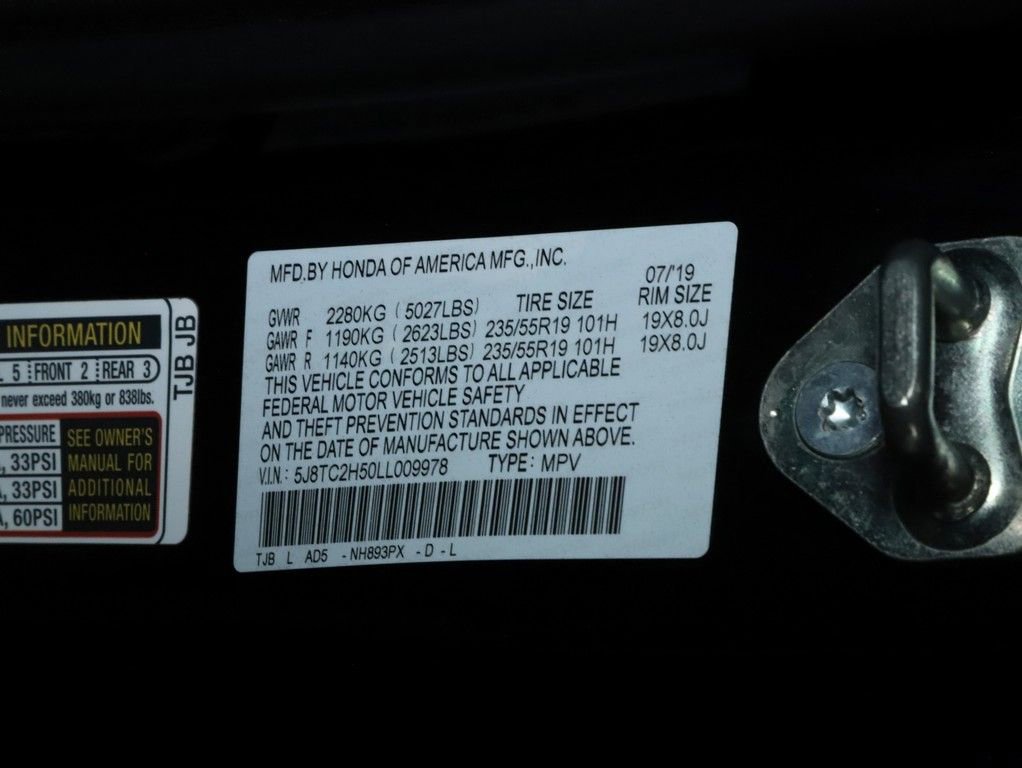 INFORMATION
5 FRONT 2 REAR 3
never exceed 380kg or 838lbs.
PRESSURE
33PSI
33PSI
60PSI
SEE OWNER'S
MANUAL FOR
ADDITIONAL
INFORMATION
TJB JB
MFD.BY HONDA OF AMERICA MFG.,INC. 07/'19
GVWR 2280KG (5027LBS) TIRE SIZE RIM SIZE
GAWR F 1190KG (2623LBS) 235/55R19 101H 19X8.0J
GAWR R 1140KG (2513LBS) 235/55R19 101H 19X8.0J
THIS VEHICLE CONFORMS TO ALL APPLICABLE
FEDERAL MOTOR VEHICLE SAFETY
AND THEFT PREVENTION STANDARDS IN EFFECT
ON THE DATE OF MANUFACTURE SHOWN ABOVE.
V.I.N.: 5J8TC2H50LL009978 TYPE: MPV
TJB L AD5 -NH893PX -D-L